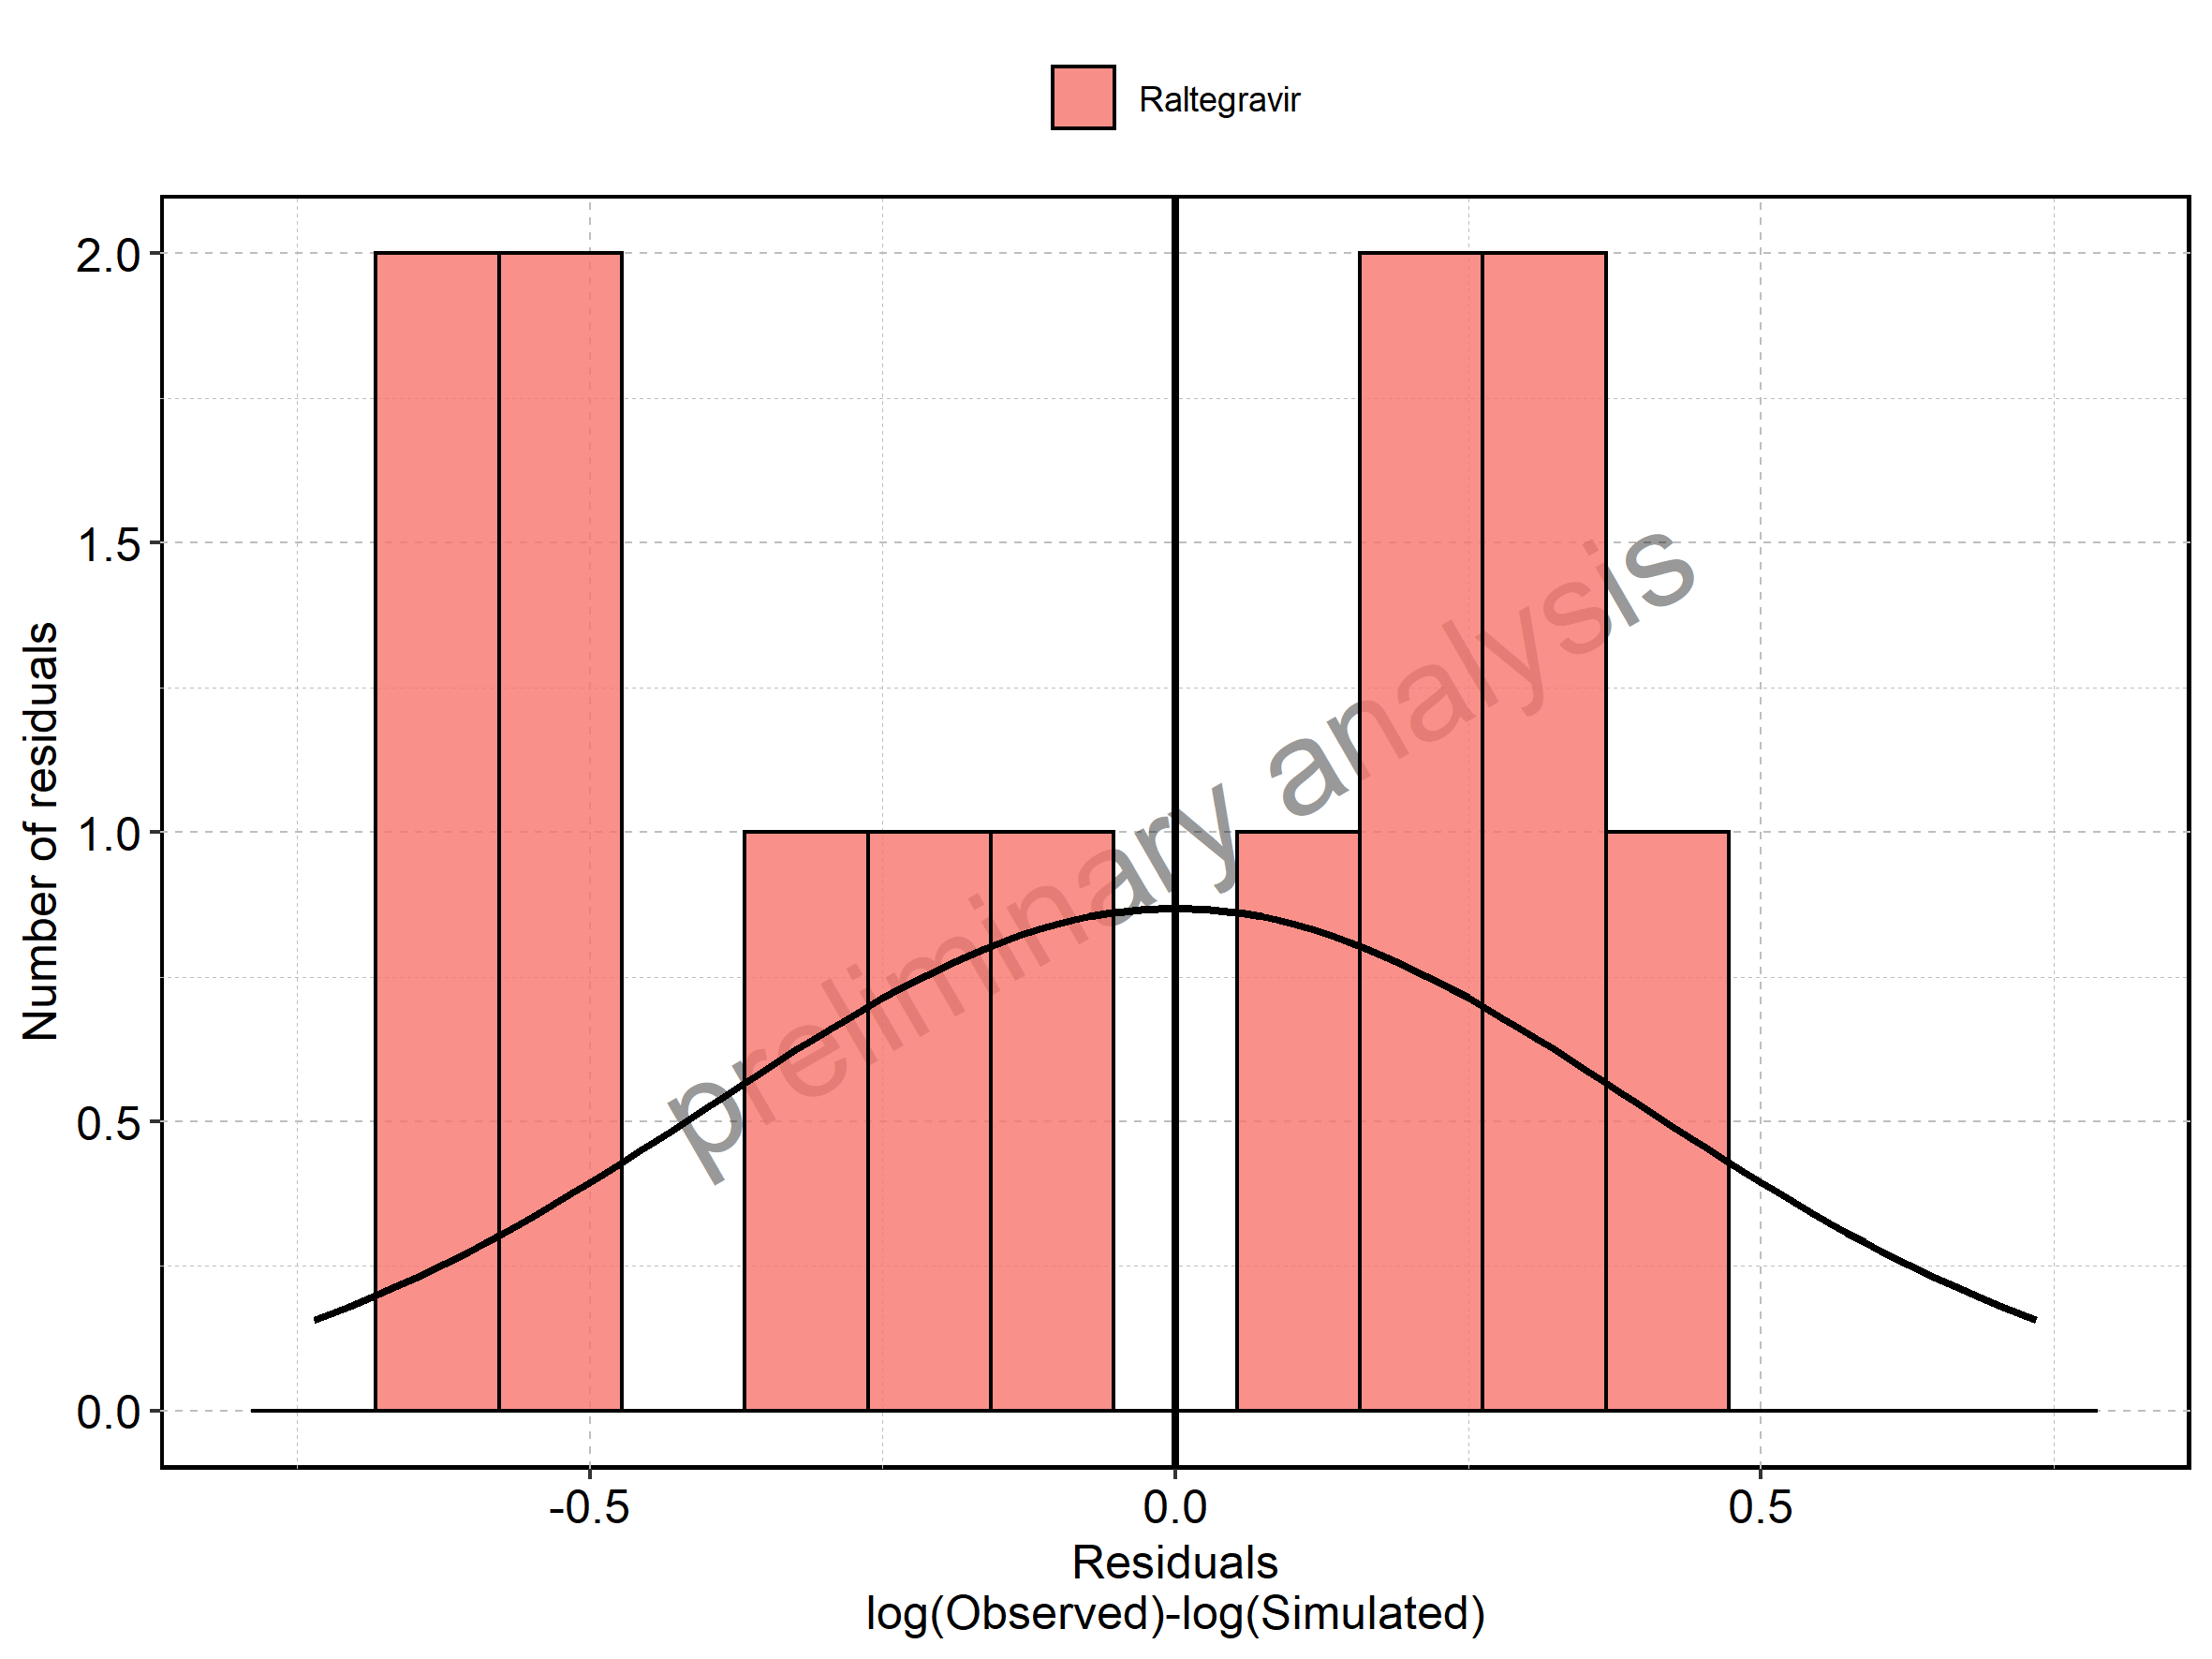 Raltegravir
2.0
1.5
1.0
0.5
0.0
Number of residuals
preliminary analysis
-0.5
0.0
0.5
Residuals
log(Observed)-log(Simulated)